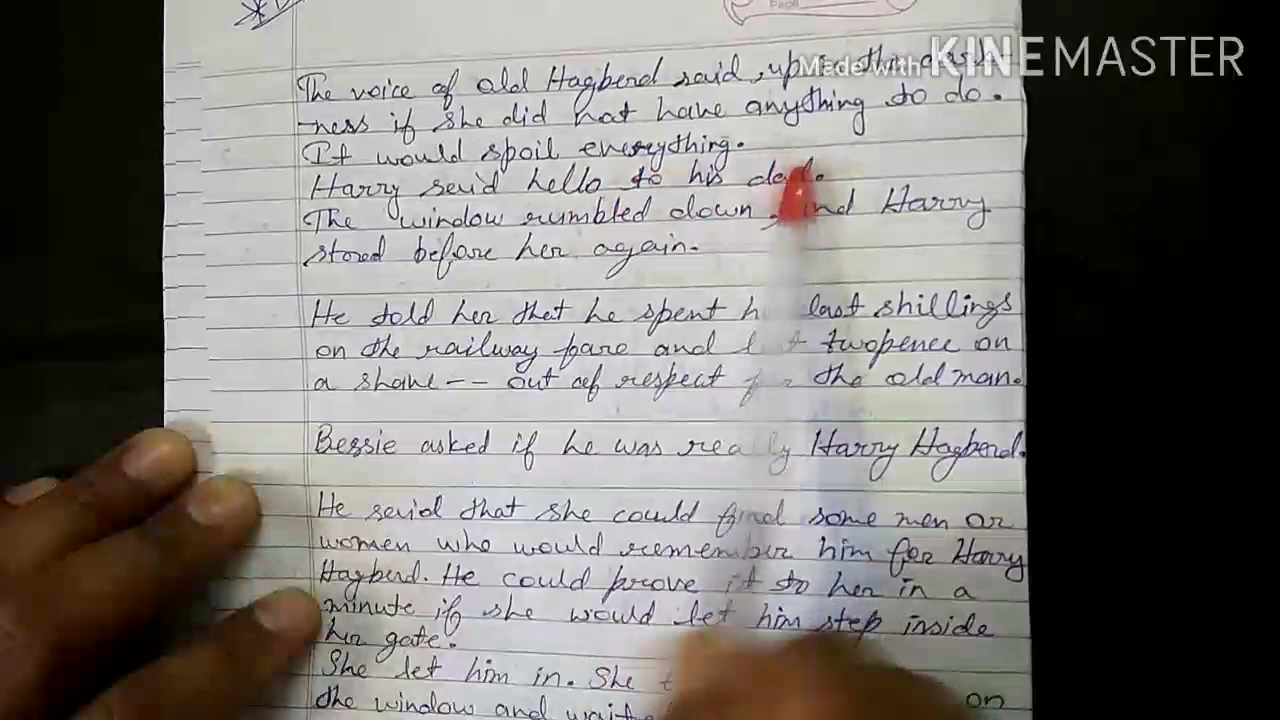 Food
Made with KINEMASTER
The voice of old Hagberd said, up
-ness if she did not have anything to do.
It would spoil everything.
Harry said hello to his
The window rumbled down, and Harry
stored before her again.
He told her that he spent last shillings
on the railway fare and twopence on
a shave -- out of respect the old man.
Bessie asked if he was really Harry Hagberd.
He said that she could find some men or
women who would remember him for Harry
Hagberd. He could prove it to her in a
minute if she would let him step inside
her gate.
She let him in. She on
the window and